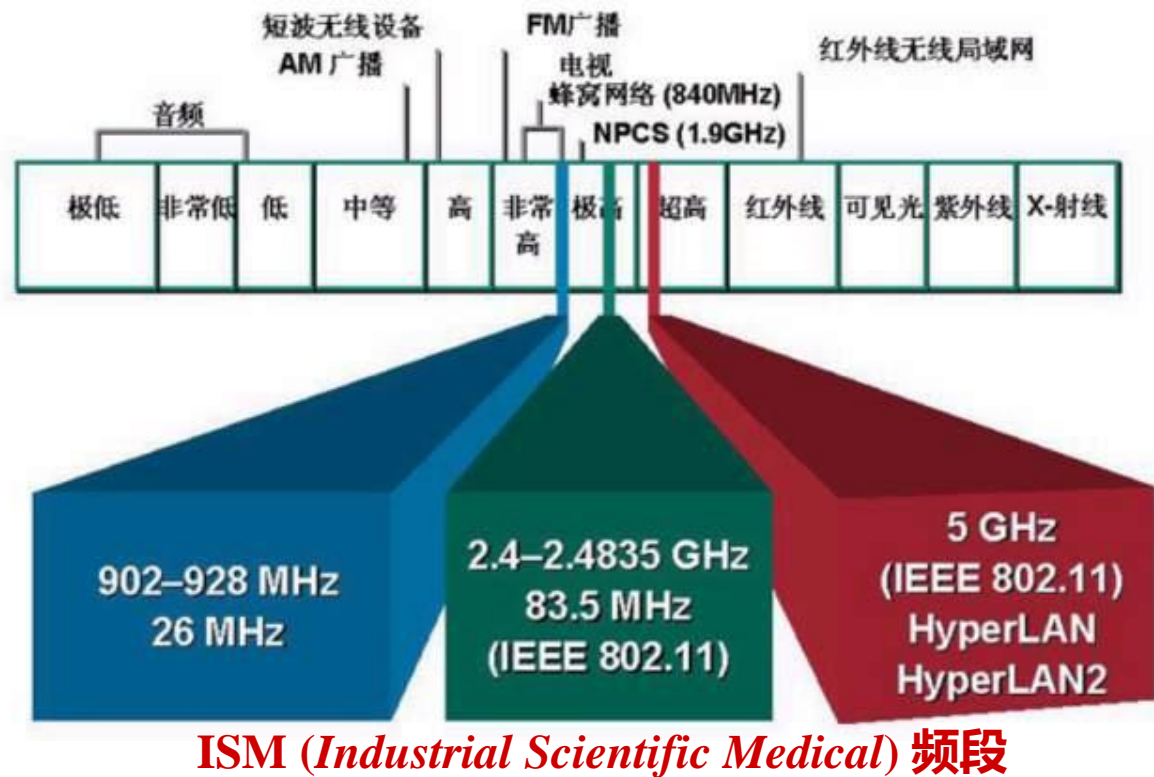 短波无线设备
AM 广播
FM广播
电视
蜂窝网络 (840MHz)
NPCS (1.9GHz)
红外线无线局域网
音频
极低
非常低
低
中等
高
非常
高
极高
超高
红外线
可见光
紫外线
X-射线
902–928 MHz
26 MHz
2.4–2.4835 GHz
83.5 MHz
(IEEE 802.11)
5 GHz
(IEEE 802.11)
HyperLAN
HyperLAN2
ISM (Industrial Scientific Medical) 频段